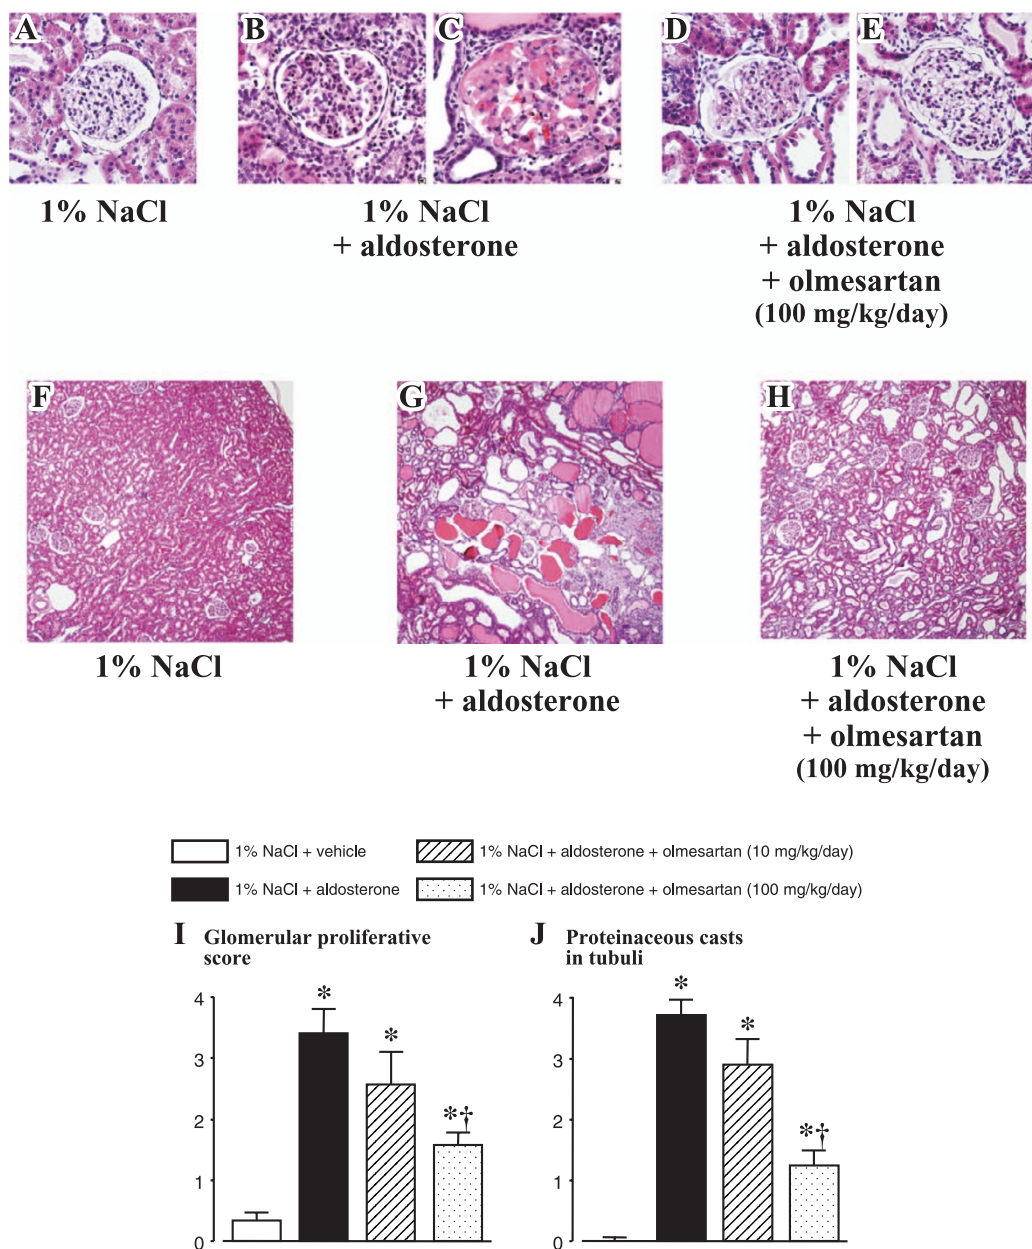 A
B
C
D
E
1% NaCl
1% NaCl
+ aldosterone
1% NaCl
+ aldosterone
+ olmesartan
(100 mg/kg/day)
F
G
H
1% NaCl
1% NaCl
+ aldosterone
1% NaCl
+ aldosterone
+ olmesartan
(100 mg/kg/day)
1% NaCl + vehicle
1% NaCl + aldosterone + olmesartan (10 mg/kg/day)
1% NaCl + aldosterone
1% NaCl + aldosterone + olmesartan (100 mg/kg/day)
I Glomerular proliferative
score
4
3
2
1
0
*
*
*†
J Proteinaceous casts
in tubuli
4
3
2
1
0
*
*
*†